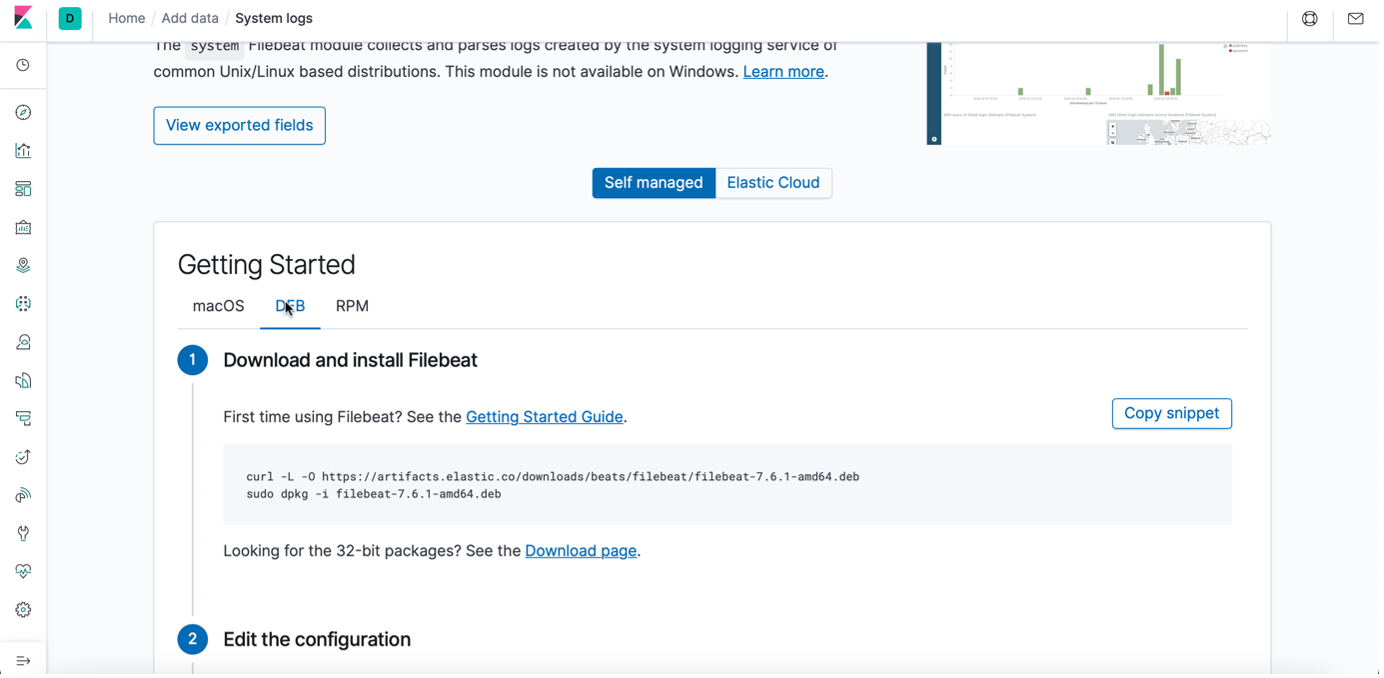 D
Home / Add data / System logs
The system Filebeat module collects and parses logs created by the system logging service of
common Unix/Linux based distributions. This module is not available on Windows. Learn more.
View exported fields
Self managed
Elastic Cloud
Getting Started
macOS
DEB
RPM
1
Download and install Filebeat
First time using Filebeat? See the Getting Started Guide.
Copy snippet
curl -L -O https://artifacts.elastic.co/downloads/beats/filebeat/filebeat-7.6.1-amd64.deb
sudo dpkg -i filebeat-7.6.1-amd64.deb
Looking for the 32-bit packages? See the Download page.
2
Edit the configuration